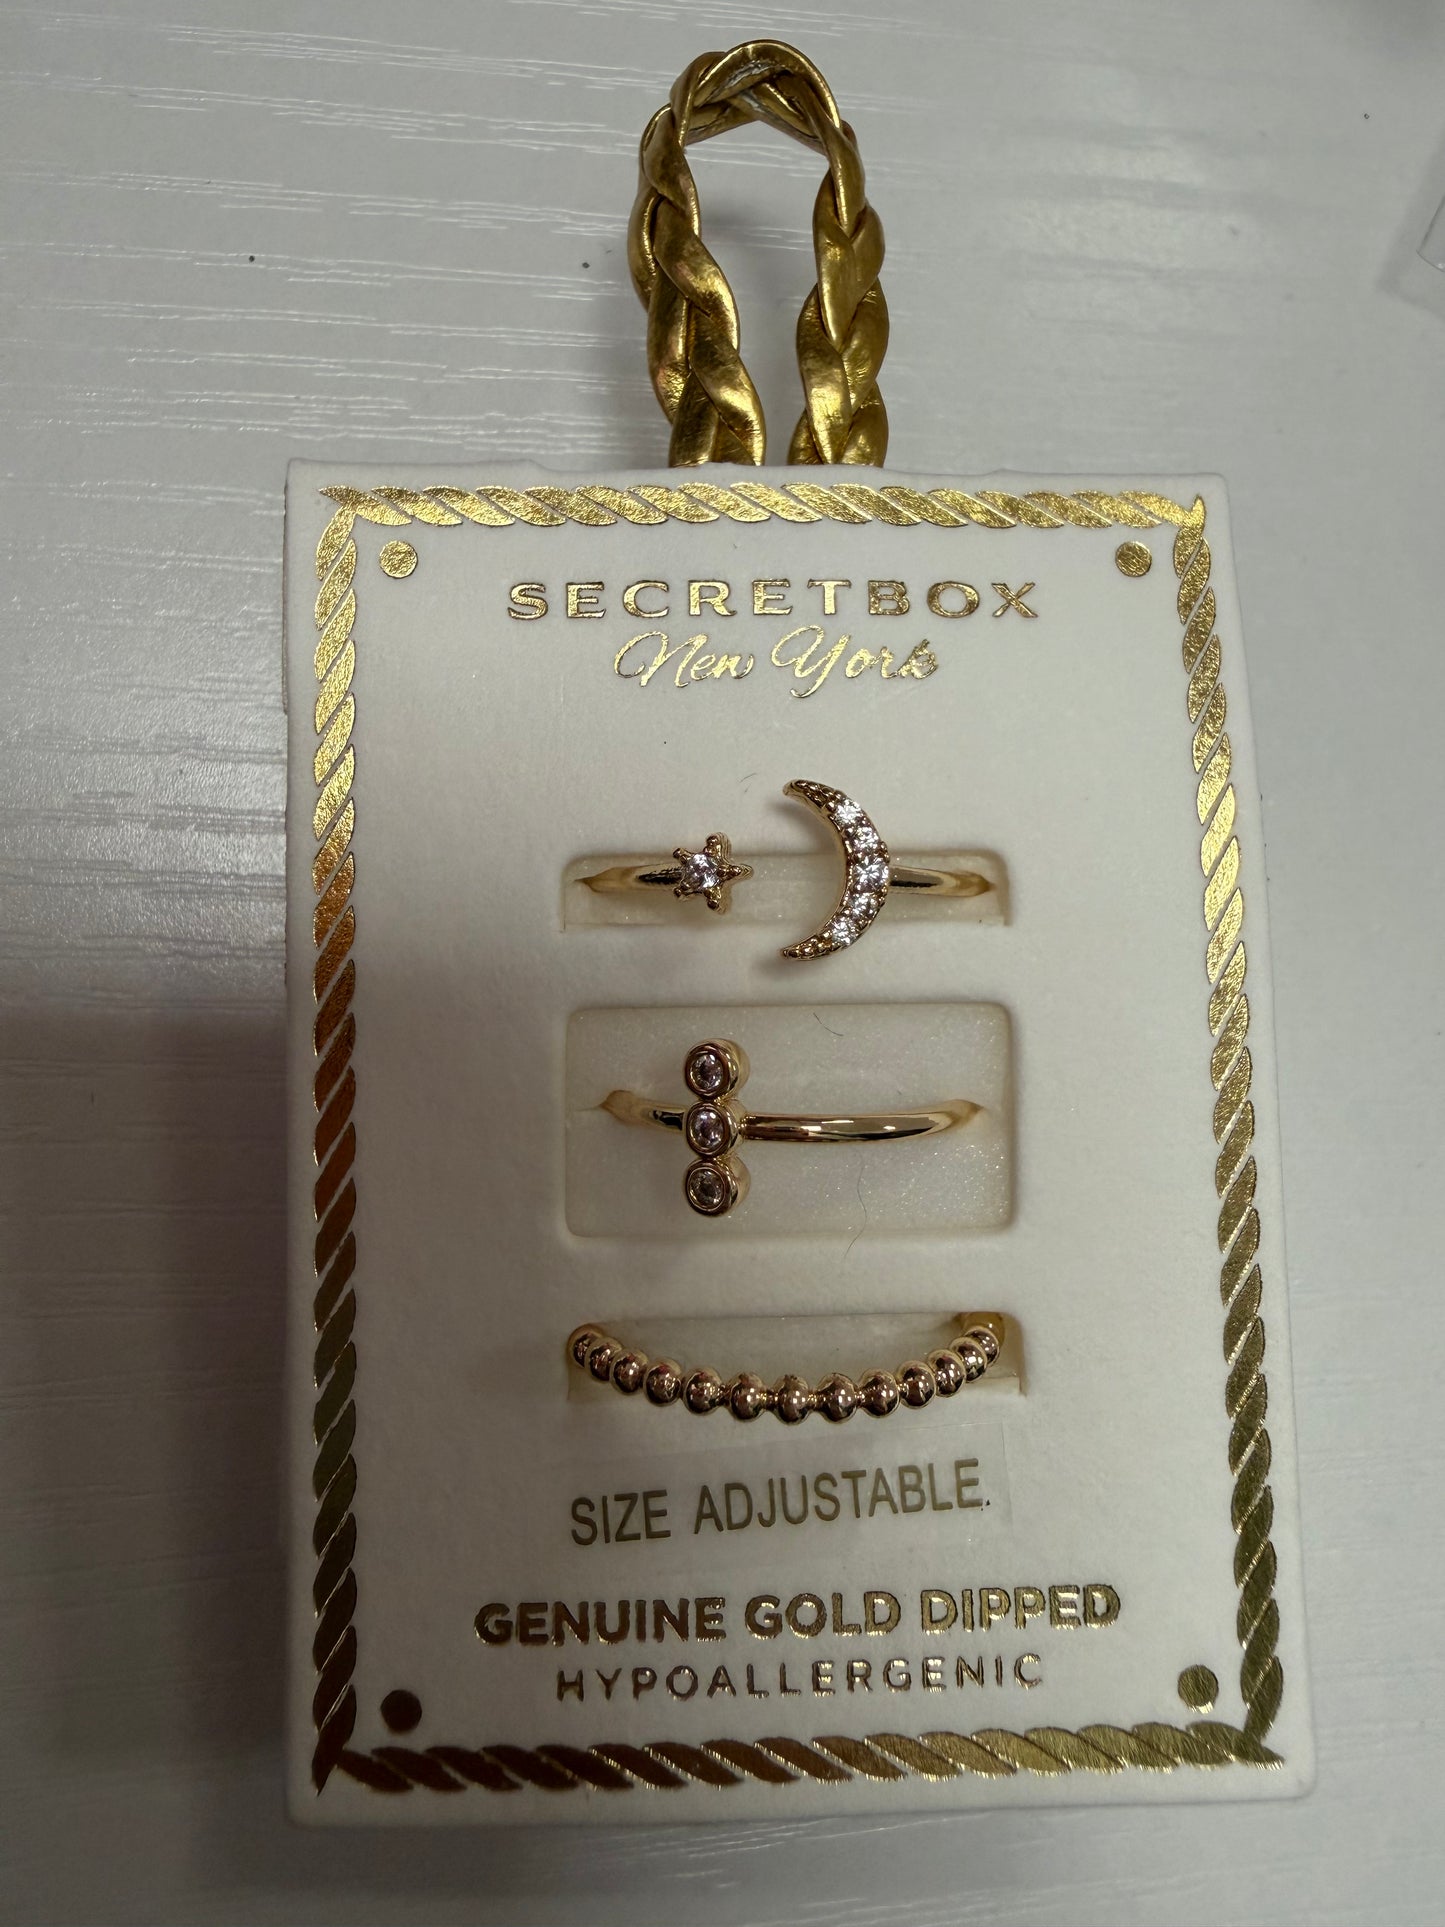 SECRETBOX
New York
SIZE ADJUSTABLE.
GENUINE GOLD DIPPED
HYPOALLERGENIC